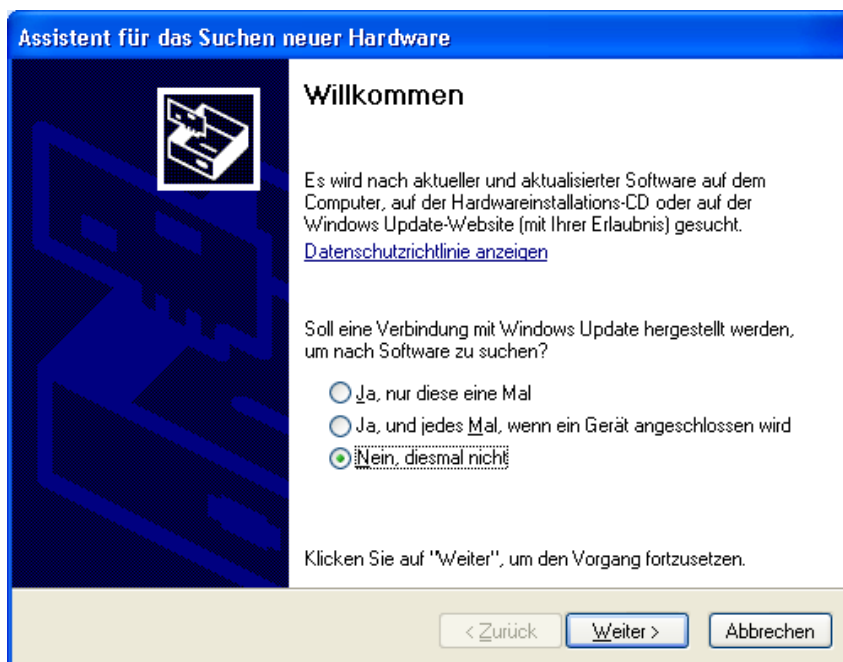 Assistent für das Suchen neuer Hardware
Willkommen
Es wird nach aktueller und aktualisierter Software auf dem
Computer, auf der Hardwareinstallations-CD oder auf der
Windows Update-Website (mit Ihrer Erlaubnis) gesucht.
Datenschutzrichtlinie anzeigen
Soll eine Verbindung mit Windows Update hergestellt werden,
um nach Software zu suchen?
Ja, nur diese eine Mal
Ja, und jedes Mal, wenn ein Gerät angeschlossen wird
Nein, diesmal nicht
Klicken Sie auf "Weiter", um den Vorgang fortzusetzen.
< Zurück Weiter > Abbrechen